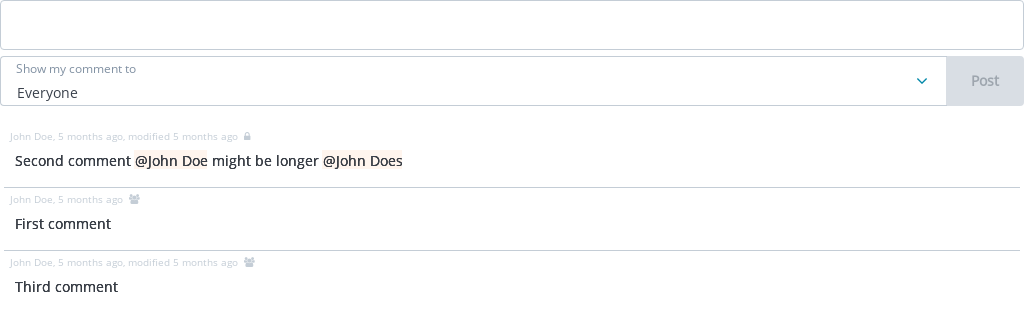 Show my comment to
Everyone
Post
John Doe, 5 months ago, modified 5 months ago
Second comment @John Doe might be longer @John Does
John Doe, 5 months ago
First comment
John Doe, 5 months ago, modified 5 months ago
Third comment